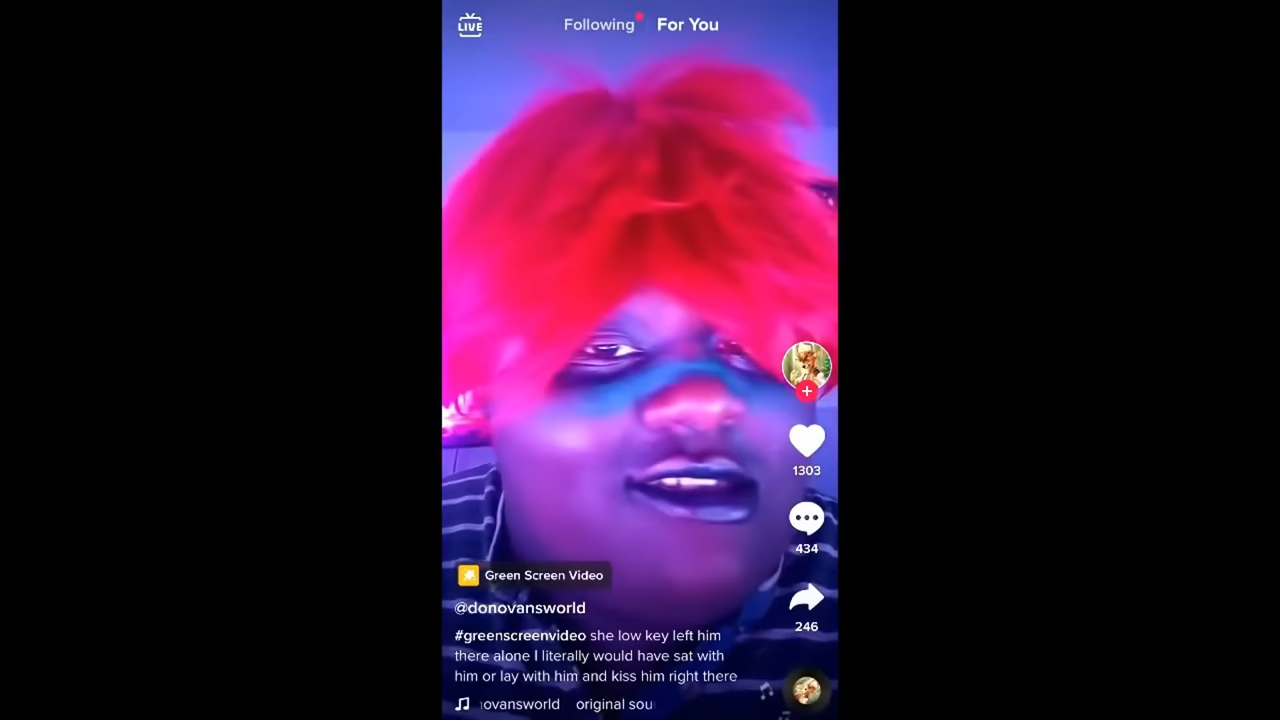 LIVE
Following For You
1303
434
Green Screen Video
246
@donovansworld
#greenscreenvideo she low key left him
there alone I literally would have sat with
him or lay with him and kiss him right there
ovansworld original sou